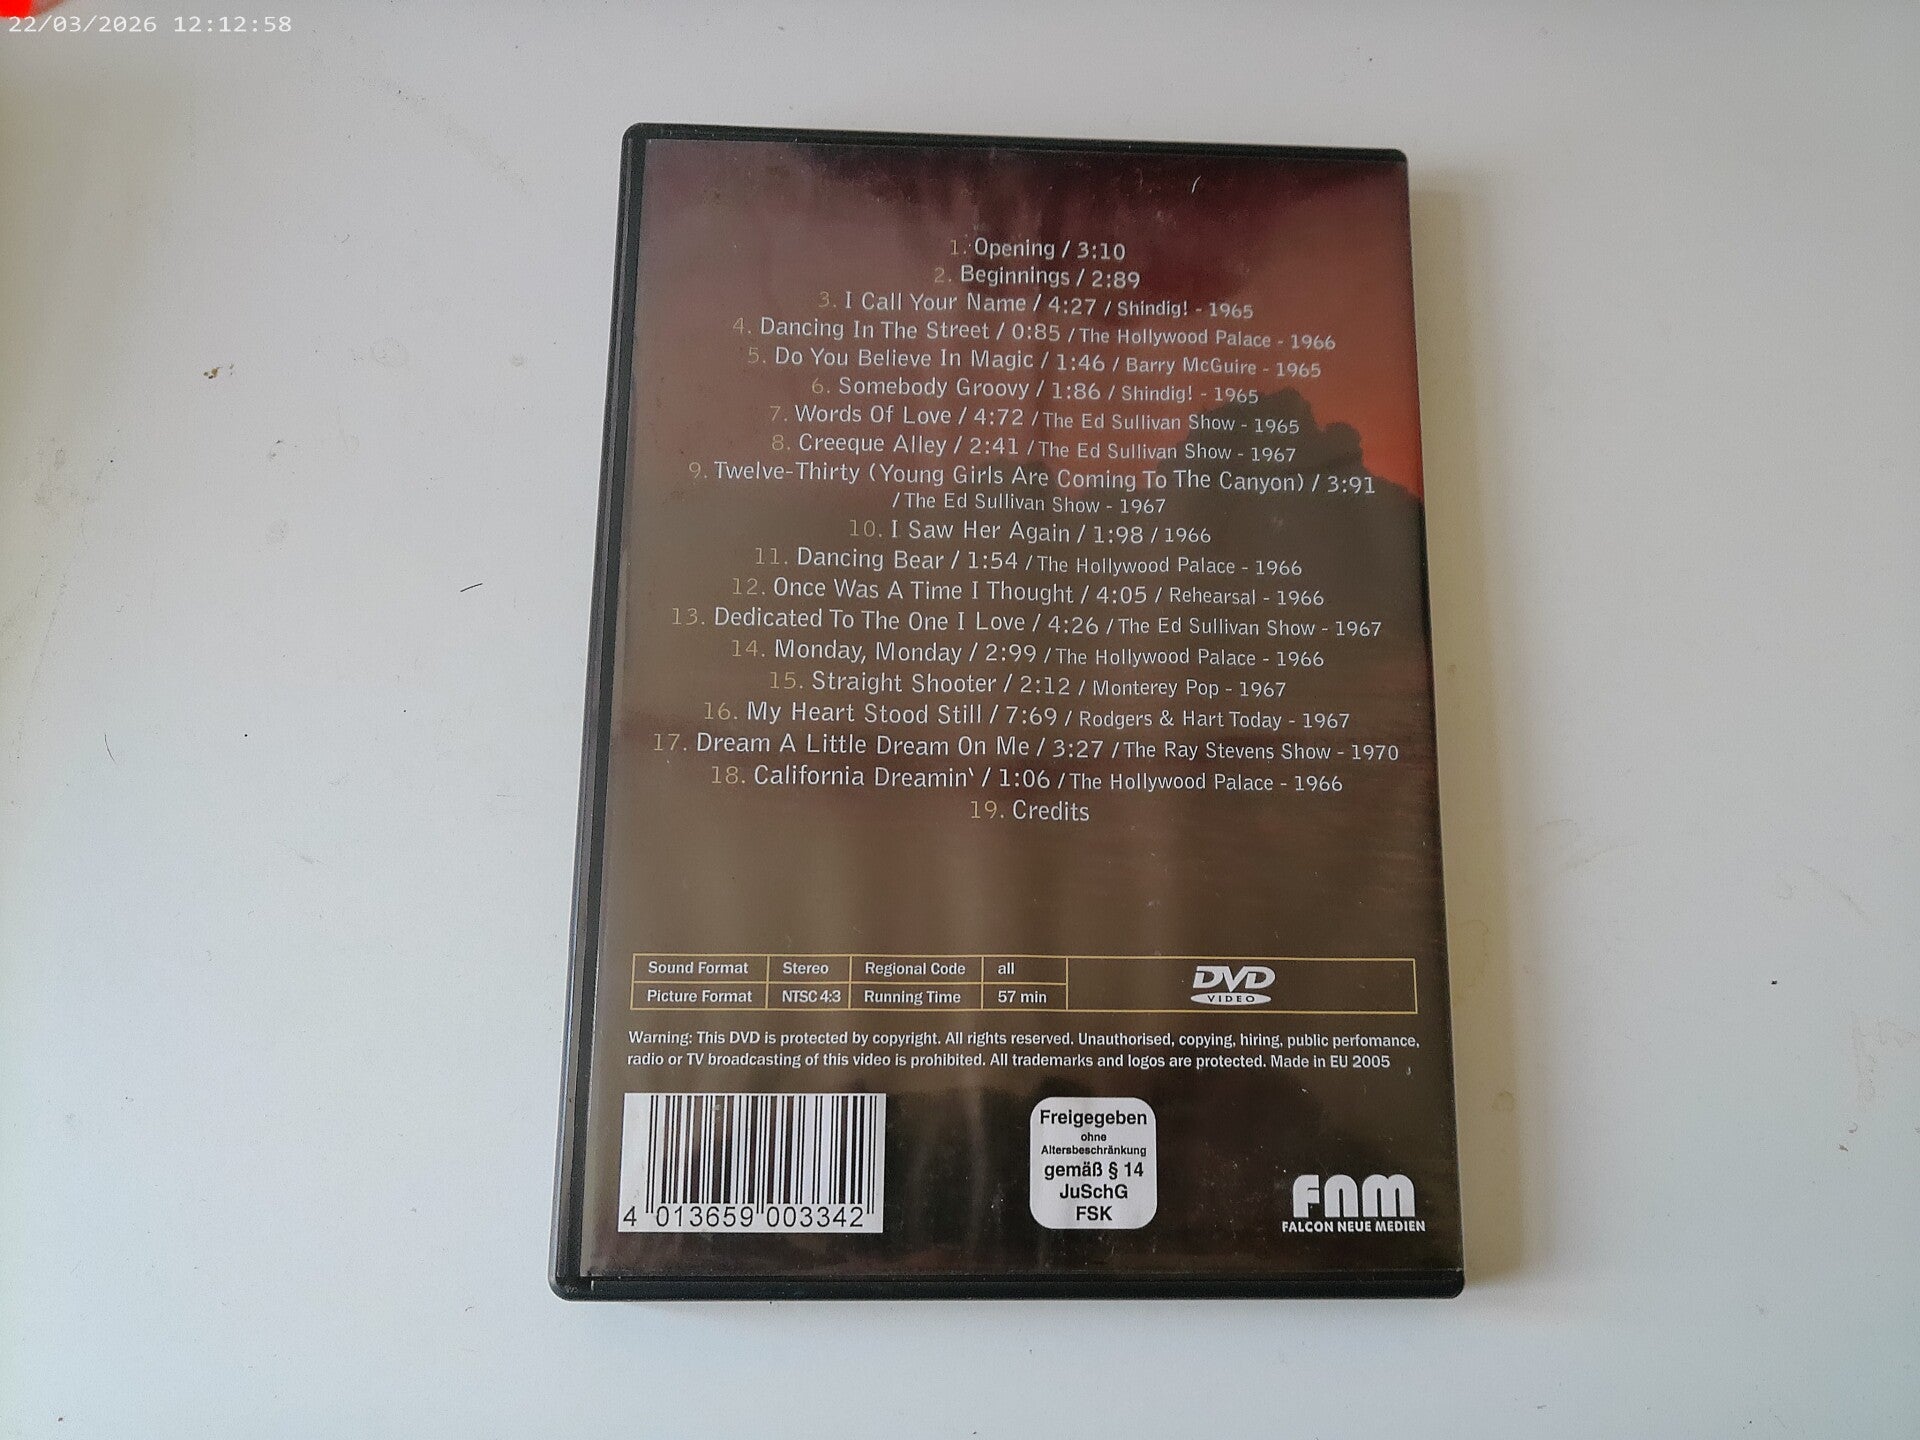 22/03/2026 12:12:58
1. Opening / 3:10
2. Beginnings / 2:89
3. I Call Your Name / 4:27 / Shindig! - 1965
4. Dancing In The Street / 0:85 / The Hollywood Palace - 1966
5. Do You Believe In Magic / 1:46 / Barry McGuire - 1965
6. Somebody Groovy / 1:86 / Shindig! - 1965
7. Words Of Love / 4:72 / The Ed Sullivan Show - 1965
8. Creeque Alley / 2:41 / The Ed Sullivan Show - 1967
9. Twelve-Thirty (Young Girls Are Coming To The Canyon) / 3:91
/ The Ed Sullivan Show - 1967
10. I Saw Her Again / 1:98 / 1966
11. Dancing Bear / 1:54 / The Hollywood Palace - 1966
12. Once Was A Time I Thought / 4:05 / Rehearsal - 1966
13. Dedicated To The One I Love / 4:26 / The Ed Sullivan Show - 1967
14. Monday, Monday / 2:99 / The Hollywood Palace - 1966
15. Straight Shooter / 2:12 / Monterey Pop - 1967
16. My Heart Stood Still / 7:69 / Rodgers & Hart Today - 1967
17. Dream A Little Dream On Me / 3:27 / The Ray Stevens Show - 1970
18. California Dreamin‘ / 1:06 / The Hollywood Palace - 1966
19. Credits
Sound Format Stereo Regional Code all
Picture Format NTSC 4:3 Running Time 57 min
DVD
VIDEO
Warning: This DVD is protected by copyright. All rights reserved. Unauthorised, copying, hiring, public perfomance,
radio or TV broadcasting of this video is prohibited. All trademarks and logos are protected. Made in EU 2005
4 013659 003342
Freigegeben
ohne
Altersbeschränkung
gemäß § 14
JuSchG
FSK
FNM
FALCON NEUE MEDIEN